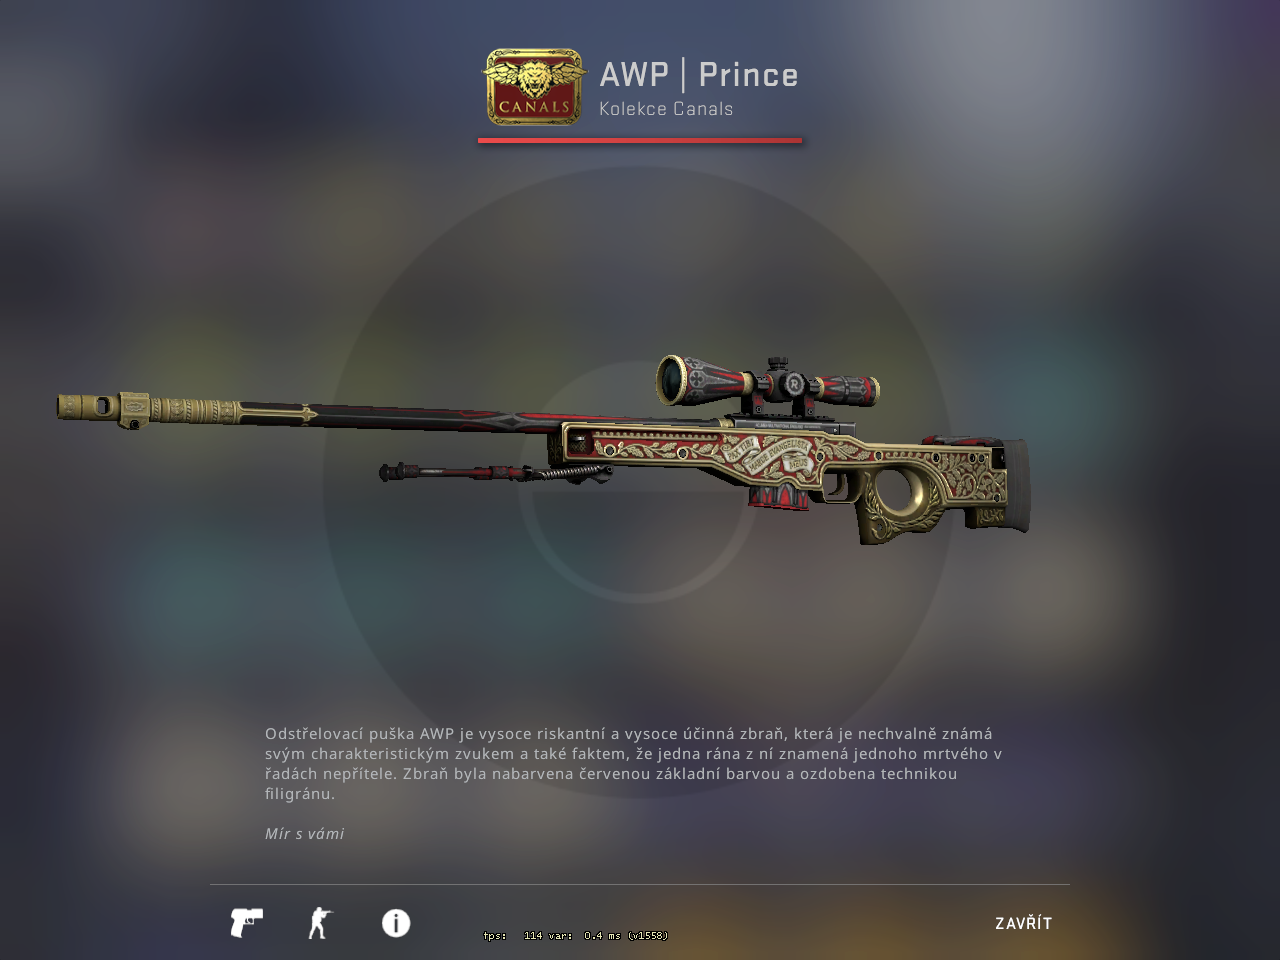 AWP | Prince
CANALS
Kolekce Canals
PAX TIBI
MARCE EVANGELISTA
MEUS
Odstřelovací puška AWP je vysoce riskantní a vysoce účinná zbraň, která je nechvalně známá
svým charakteristickým zvukem a také faktem, že jedna rána z ní znamená jednoho mrtvého v
řadách nepřítele. Zbraň byla nabarvena červenou základní barvou a ozdobena technikou
filigránu.
Mír s vámi
ZAVŘÍT
fps: 114 var: 0.4 ms (v1558)